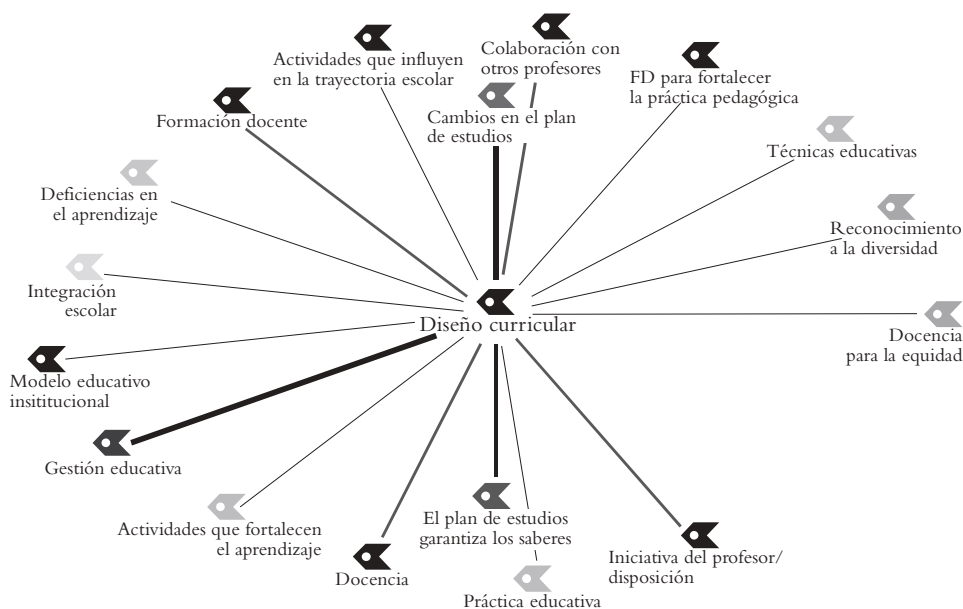 Colaboración con
otros profesores
Actividades que influyen
en la trayectoria escolar
FD para fortalecer
la práctica pedagógica
Formación docente
Cambios en el plan
de estudios
Técnicas educativas
Deficiencias en
el aprendizaje
Reconocimiento
a la diversidad
Integración
escolar
Diseño curricular
Docencia
para la equidad
Modelo educativo
insititucional
Gestión educativa
Actividades que fortalecen
el aprendizaje
El plan de estudios
garantiza los saberes
Iniciativa del profesor/
disposición
Docencia
Práctica educativa